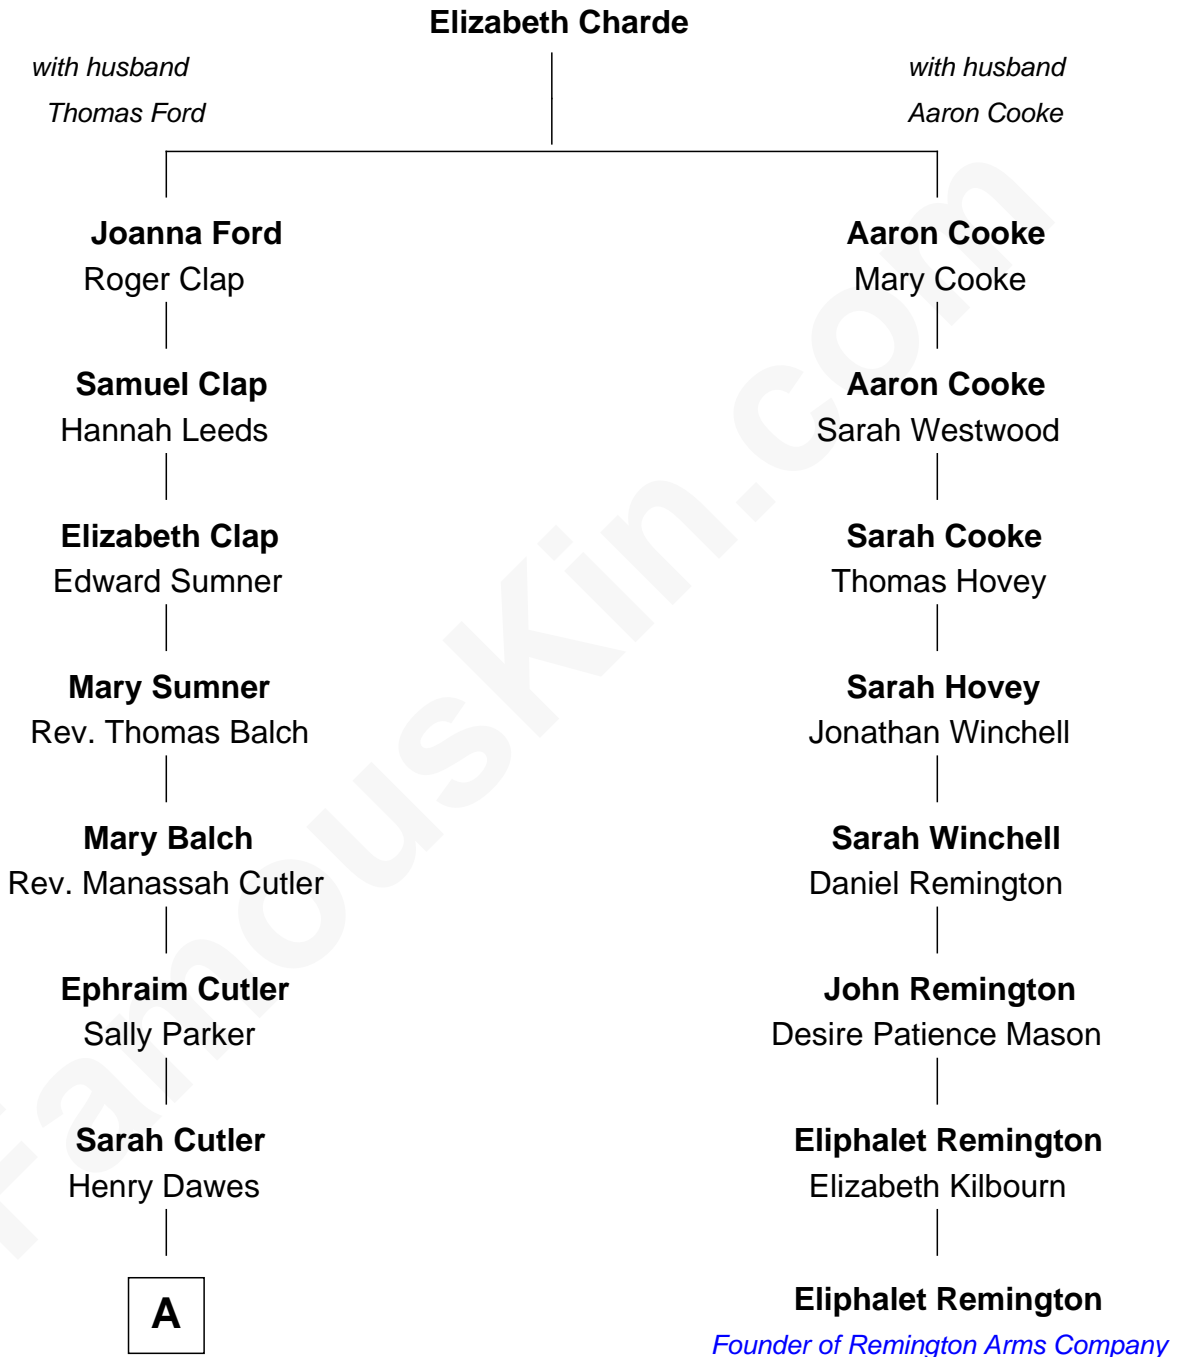 Elizabeth Charde
with husband
Thomas Ford
with husband
Aaron Cooke
Joanna Ford
Roger Clap
Aaron Cooke
Mary Cooke
Samuel Clap
Hannah Leeds
Aaron Cooke
Sarah Westwood
Elizabeth Clap
Edward Sumner
Sarah Cooke
Thomas Hovey
Mary Sumner
Rev. Thomas Balch
Sarah Hovey
Jonathan Winchell
Mary Balch
Rev. Manassah Cutler
Sarah Winchell
Daniel Remington
Ephraim Cutler
Sally Parker
John Remington
Desire Patience Mason
Sarah Cutler
Henry Dawes
Eliphalet Remington
Elizabeth Kilbourn
A
Eliphalet Remington
Founder of Remington Arms Company
FamousKin.com